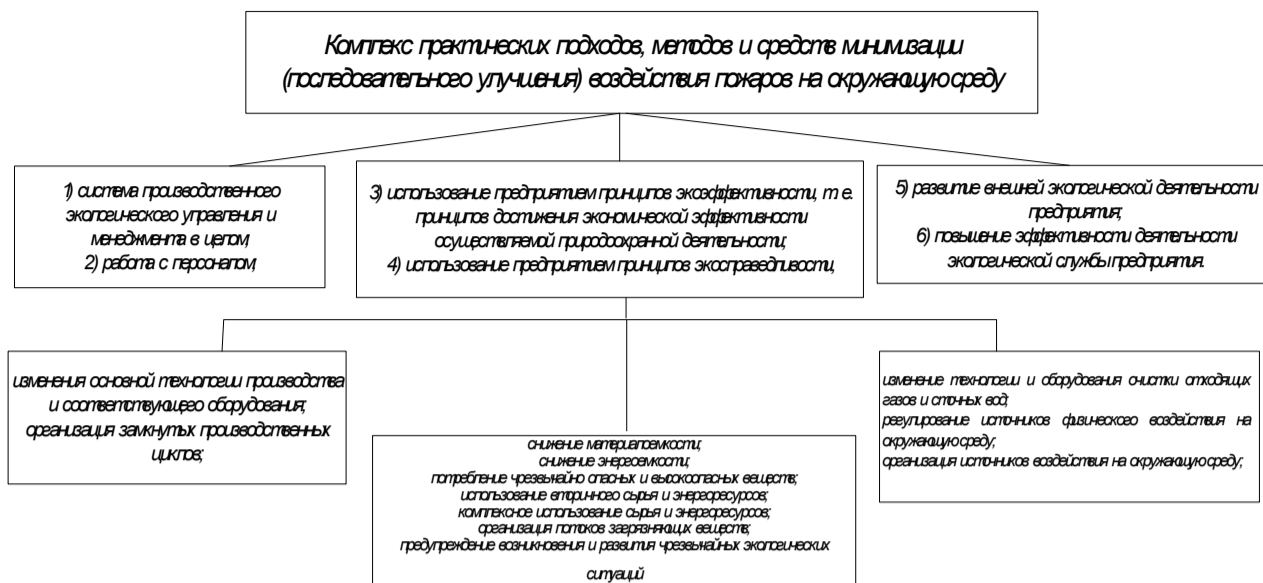 Комплекс практических подходов, методов и средств минимизации
(последовательного улучшения) воздействия пожаров на окружающую среду
1) система производственного
экологического управления и
менеджмента в целом;
2) работа с персоналом;
3) использование предприятием принципов экоэффективности, т.е.
принципов достижения экономической эффективности
осуществляемой природоохранной деятельности;
4) использование предприятием принципов экосправедливости;
5) развитие внешней экологической деятельности
предприятия;
6) повышение эффективности деятельности
экологической службы предприятия.
изменения основной технологии производства
и соответствующего оборудования;
организация замкнутых производственных
циклов;
снижение материалоемкости;
снижение энергоемкости;
потребление чрезвычайно опасных и высокоопасных веществ;
использование вторичного сырья и энергоресурсов;
комплексное использование сырья и энергоресурсов;
организация потоков загрязняющих веществ;
предупреждение возникновения и развития чрезвычайных экологических
ситуаций
изменение технологии и оборудования очистки отходящих
газов и сточных вод;
регулирование источников физического воздействия на
окружающую среду;
организация источников воздействия на окружающую среду;